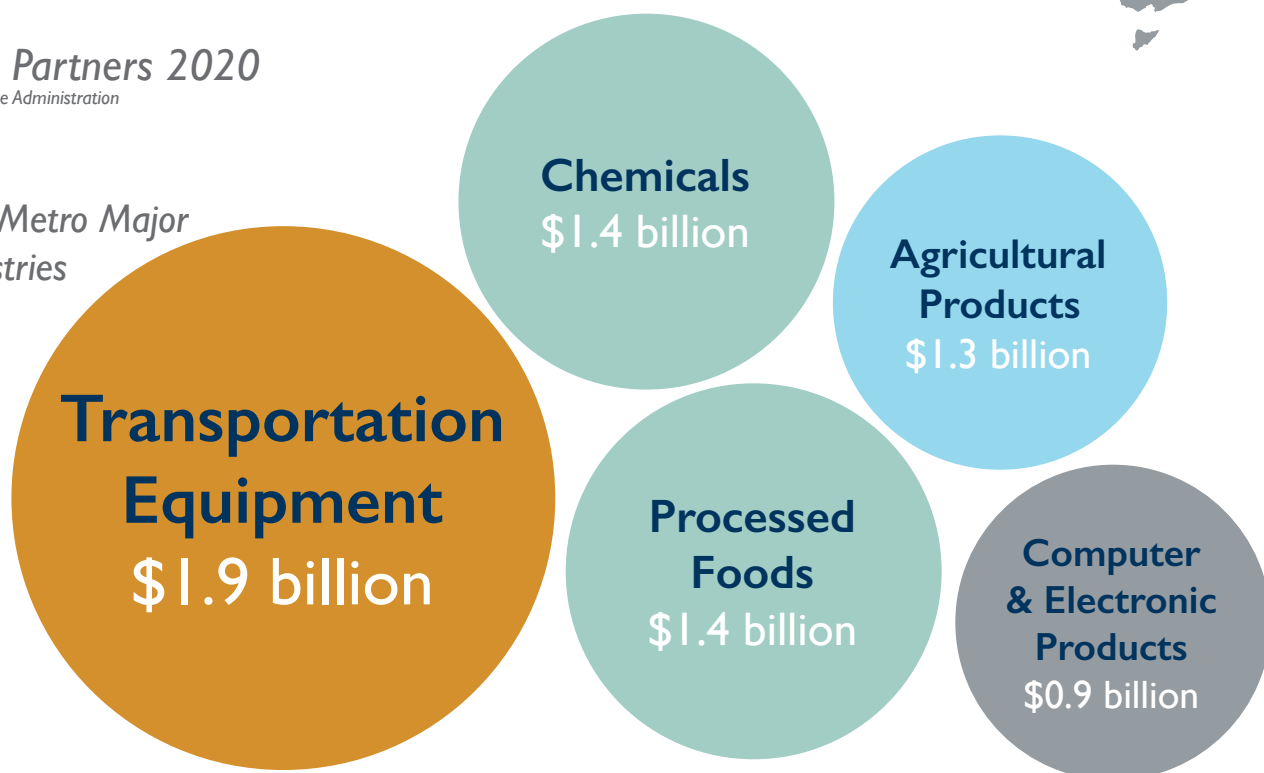 Partners 2020
e Administration
Metro Major
stries
Chemicals
$1.4 billion
Agricultural
Products
$1.3 billion
Transportation
Equipment
$1.9 billion
Processed
Foods
$1.4 billion
Computer
& Electronic
Products
$0.9 billion